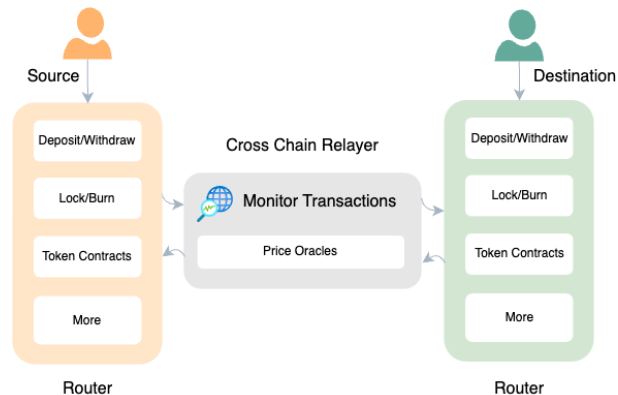 Source
Destination
Deposit/Withdraw
Lock/Burn
Token Contracts
More
Router
Cross Chain Relayer
Monitor Transactions
Price Oracles
Deposit/Withdraw
Lock/Burn
Token Contracts
More
Router